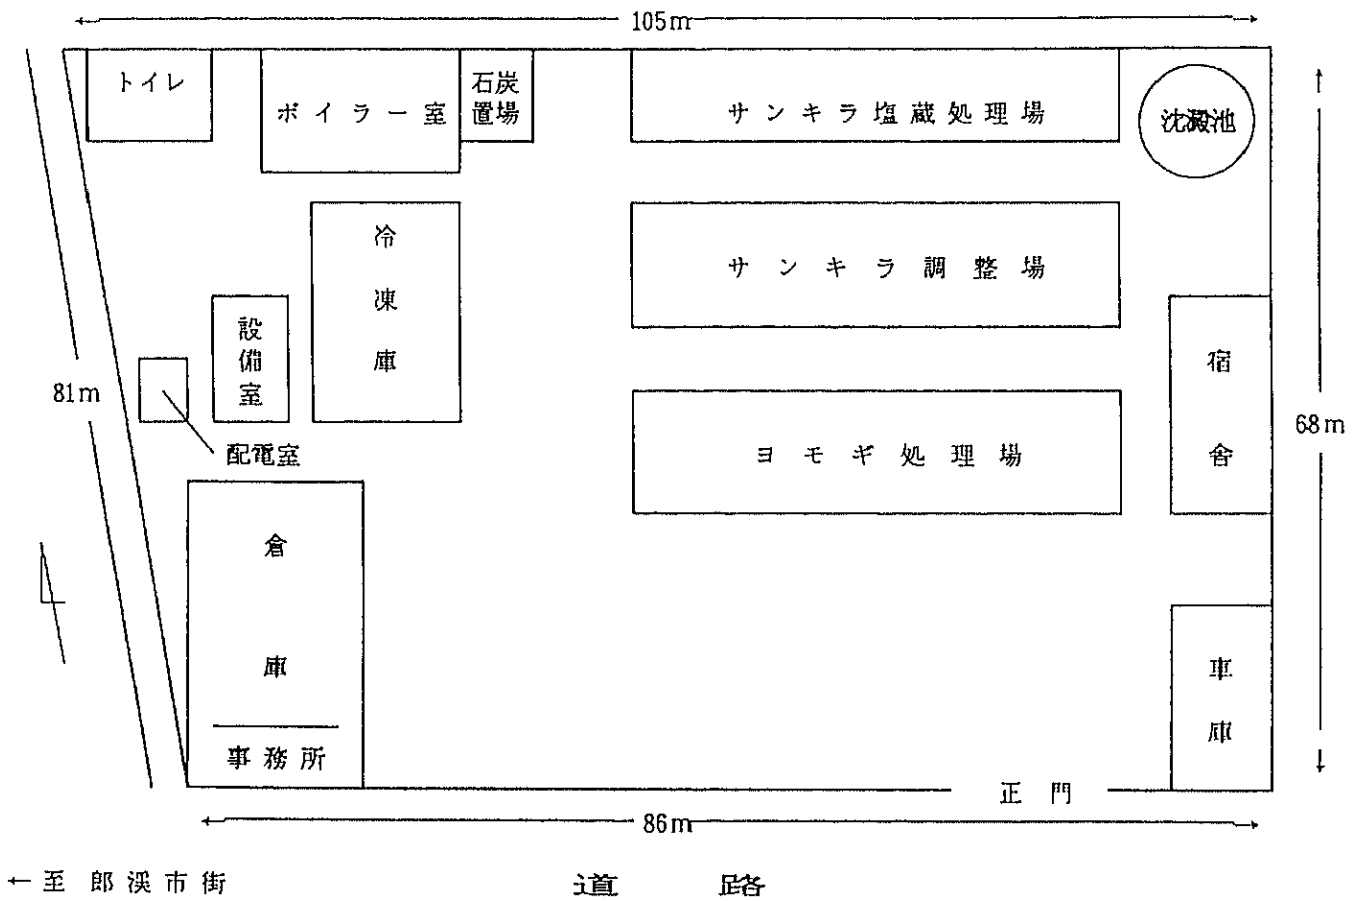 105m
トイレ
ボイラー室
石炭
置場
サンキラ塩蔵処理場
沈澱池
冷凍庫
サンキラ調整場
設備室
宿舎
81m
68m
配電室
ヨモギ処理場
倉庫
事務所
車庫
正門
86m
←至 郎渓市街
道路